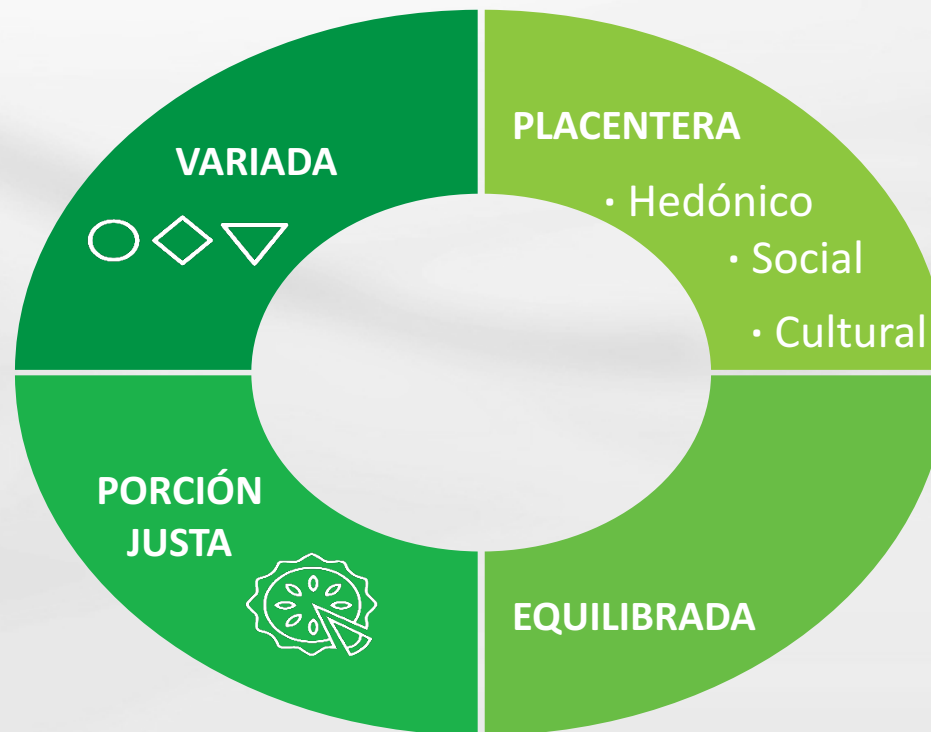 VARIADA
PLACENTERA
· Hedónico
· Social
· Cultural
PORCIÓN
JUSTA
EQUILIBRADA